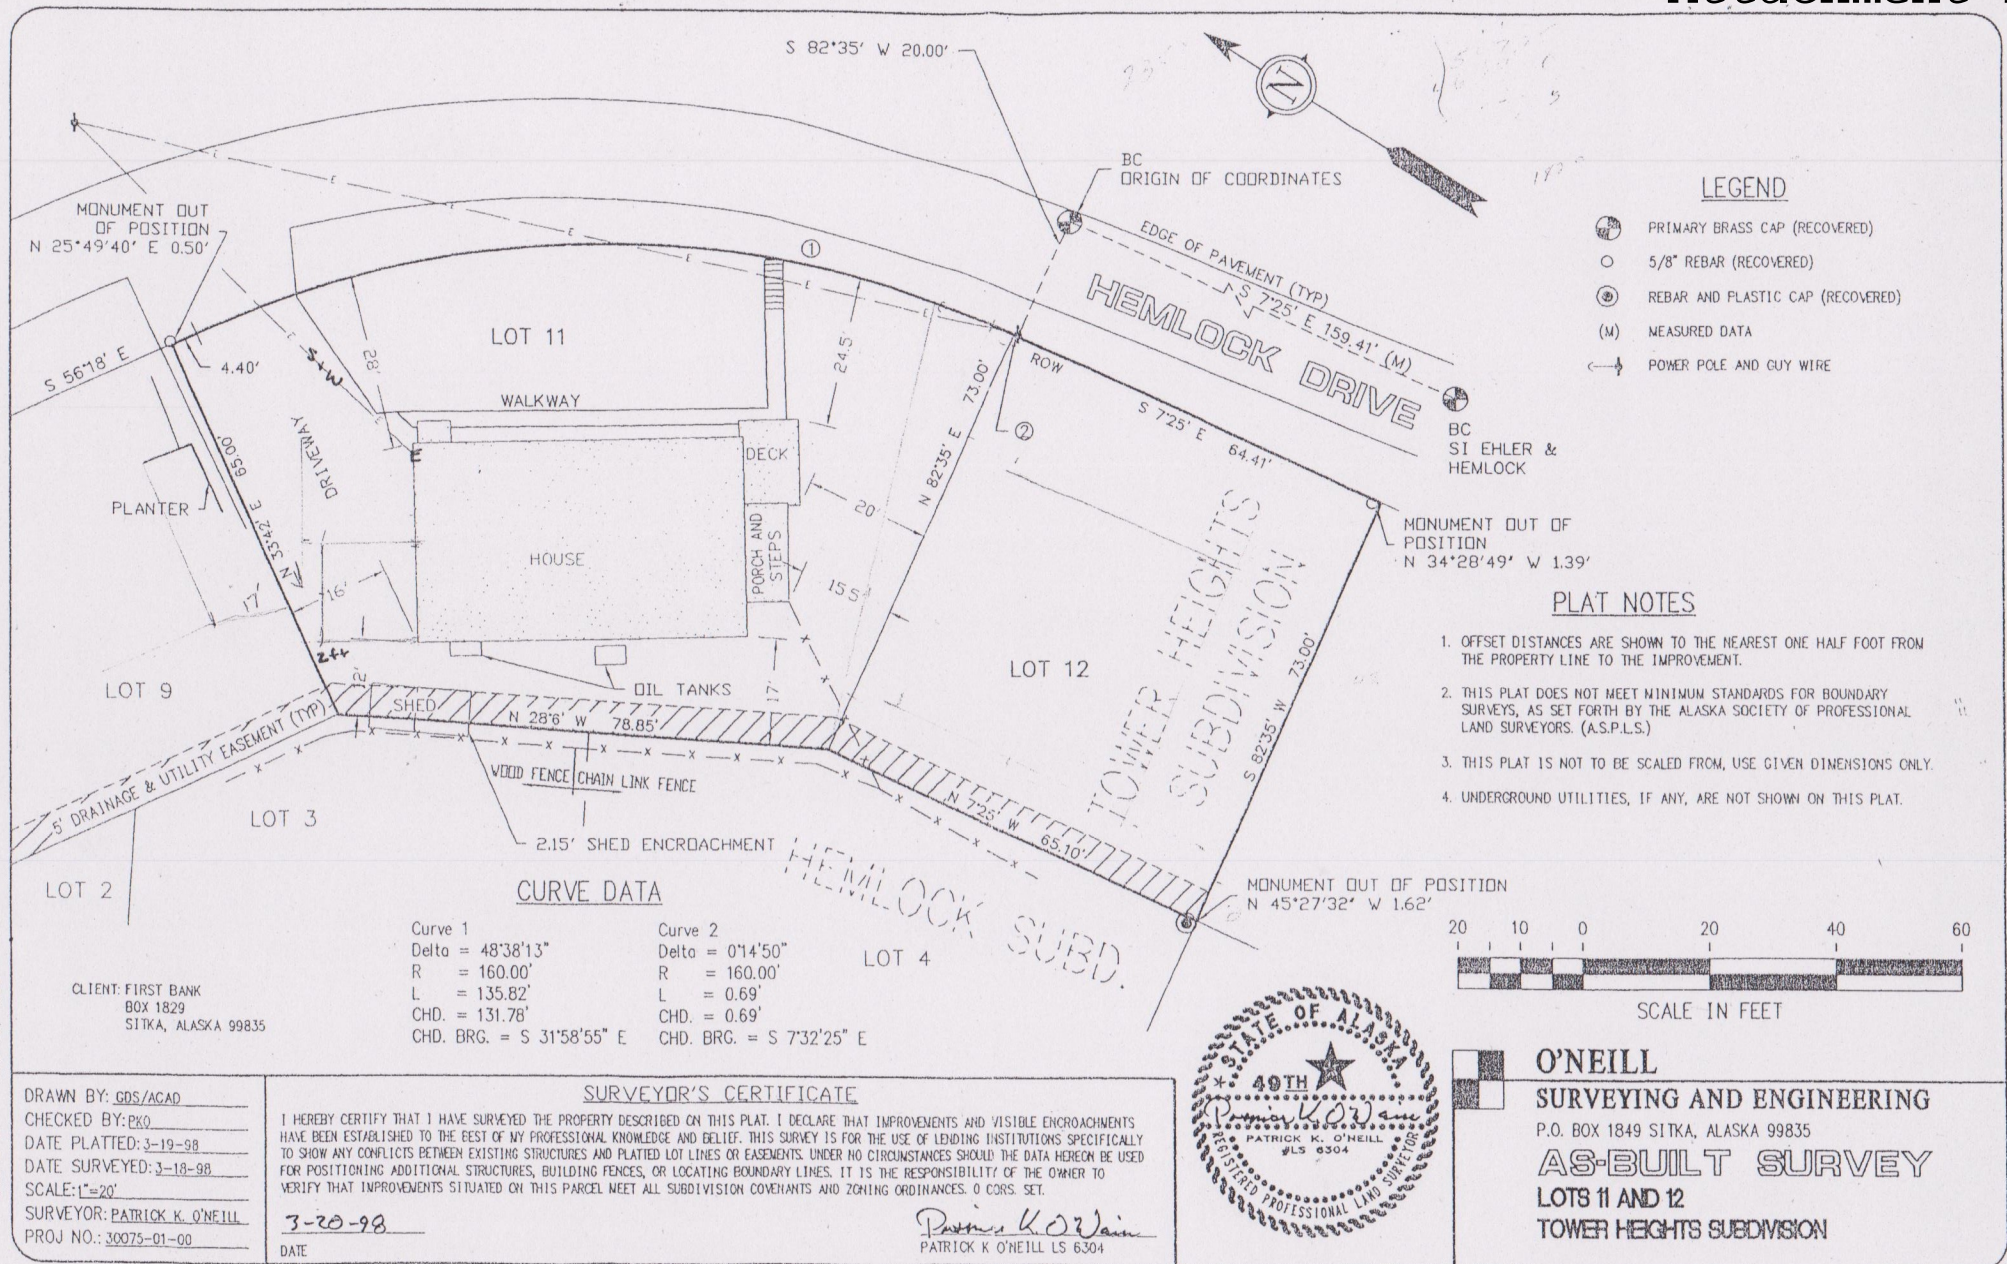 S 82°35' W 20.00'
N
BC
ORIGIN OF COORDINATES
MONUMENT OUT
OF POSITION
N 25°49'40" E 0.50'
S 56°18' E
4.40'
28'
S+W
E
LOT 11
WALKWAY
1
24.5'
73.00'
N 82°35' E
2
ROW
EDGE OF PAVEMENT (TYP)
S 7°25' E 159.41' (M)
HEMLOCK DRIVE
S 7°25' E 64.41'
BC
SI EHLER &
HEMLOCK
LEGEND
PRIMARY BRASS CAP (RECOVERED)
5/8" REBAR (RECOVERED)
REBAR AND PLASTIC CAP (RECOVERED)
(M) MEASURED DATA
POWER POLE AND GUY WIRE
PLANTER
N 33°42' E 65.00'
DRIVEWAY
DECK
HOUSE
PORCH AND
STEPS
20'
15.5'
17'
16'
2ft
12'
17'
OIL TANKS
SHED
N 28°6' W 78.85'
WOOD FENCE
CHAIN LINK FENCE
2.15' SHED ENCROACHMENT
LOT 9
5' DRAINAGE & UTILITY EASEMENT (TYP)
LOT 2
LOT 3
LOT 4
LOT 12
TOWER HEIGHTS
SUBDIVISION
S 82°35' W 73.00'
N 7°25' W 65.10'
HEMLOCK SUBD.
MONUMENT OUT OF
POSITION
N 34°28'49" W 1.39'
MONUMENT OUT OF POSITION
N 45°27'32" W 1.62'
PLAT NOTES
1. OFFSET DISTANCES ARE SHOWN TO THE NEAREST ONE HALF FOOT FROM
THE PROPERTY LINE TO THE IMPROVEMENT.
2. THIS PLAT DOES NOT MEET MINIMUM STANDARDS FOR BOUNDARY
SURVEYS, AS SET FORTH BY THE ALASKA SOCIETY OF PROFESSIONAL
LAND SURVEYORS. (A.S.P.L.S.)
3. THIS PLAT IS NOT TO BE SCALED FROM, USE GIVEN DIMENSIONS ONLY.
4. UNDERGROUND UTILITIES, IF ANY, ARE NOT SHOWN ON THIS PLAT.
CURVE DATA
Curve 1
Delta = 48°38'13"
R = 160.00'
L = 135.82'
CHD. = 131.78'
CHD. BRG. = S 31°58'55" E
Curve 2
Delta = 0°14'50"
R = 160.00'
L = 0.69'
CHD. = 0.69'
CHD. BRG. = S 7°32'25" E
CLIENT: FIRST BANK
BOX 1829
SITKA, ALASKA 99835
20 10 0 20 40 60
SCALE IN FEET
DRAWN BY: GDS/ACAD
CHECKED BY: PKO
DATE PLATTED: 3-19-98
DATE SURVEYED: 3-18-98
SCALE: 1"=20'
SURVEYOR: PATRICK K. O'NEILL
PROJ NO.: 30075-01-00
SURVEYOR'S CERTIFICATE
I HEREBY CERTIFY THAT I HAVE SURVEYED THE PROPERTY DESCRIBED ON THIS PLAT. I DECLARE THAT IMPROVEMENTS AND VISIBLE ENCROACHMENTS
HAVE BEEN ESTABLISHED TO THE BEST OF MY PROFESSIONAL KNOWLEDGE AND BELIEF. THIS SURVEY IS FOR THE USE OF LENDING INSTITUTIONS SPECIFICALLY
TO SHOW ANY CONFLICTS BETWEEN EXISTING STRUCTURES AND PLATTED LOT LINES OR EASEMENTS. UNDER NO CIRCUMSTANCES SHOULD THE DATA HEREON BE USED
FOR POSITIONING ADDITIONAL STRUCTURES, BUILDING FENCES, OR LOCATING BOUNDARY LINES. IT IS THE RESPONSIBILITY OF THE OWNER TO
VERIFY THAT IMPROVEMENTS SITUATED ON THIS PARCEL MEET ALL SUBDIVISION COVENANTS AND ZONING ORDINANCES. 0 CORS. SET.
3-20-98
DATE
Patrick K. O'Neill
PATRICK K O'NEILL LS 6304
STATE OF ALASKA
49TH
Patrick K. O'Neill
PATRICK K. O'NEILL
#LS 6304
REGISTERED PROFESSIONAL LAND SURVEYOR
O'NEILL
SURVEYING AND ENGINEERING
P.O. BOX 1849 SITKA, ALASKA 99835
AS-BUILT SURVEY
LOTS 11 AND 12
TOWER HEIGHTS SUBDIVISION